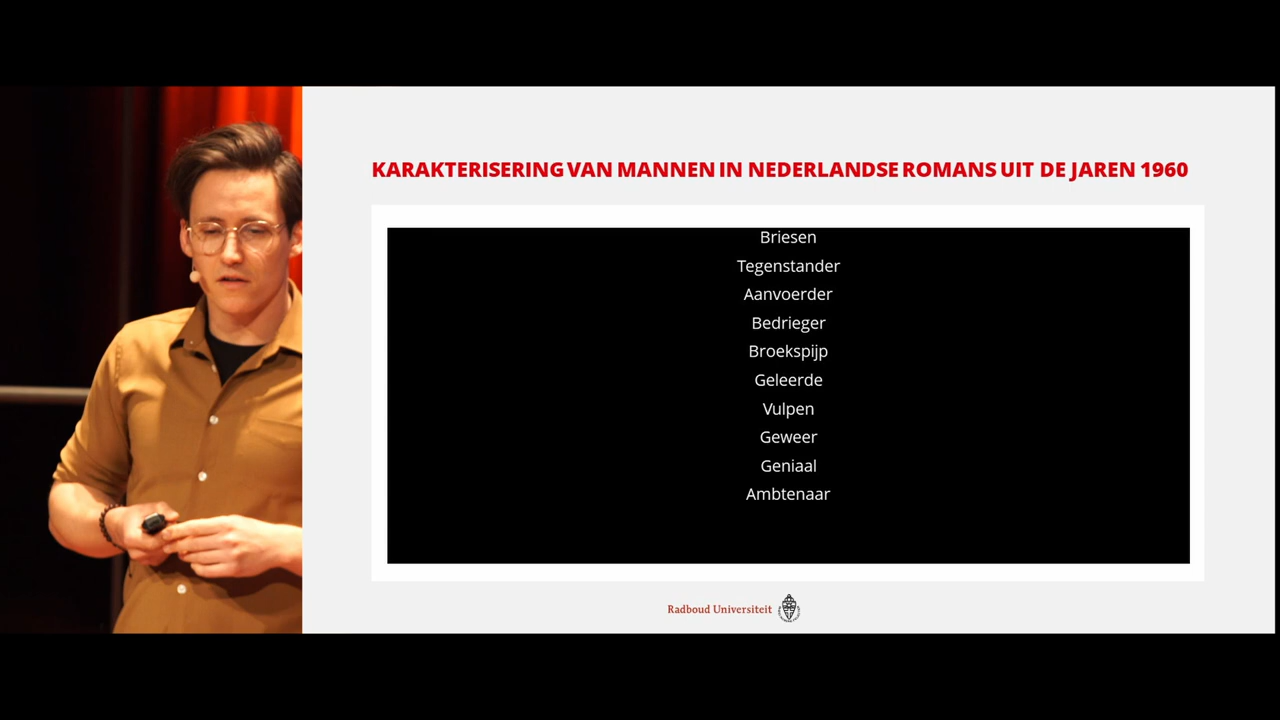 KARAKTERISERING VAN MANNEN IN NEDERLANDSE ROMANS UIT DE JAREN 1960
Briesen
Tegenstander
Aanvoerder
Bedrieger
Broekspijp
Geleerde
Vulpen
Geweer
Geniaal
Ambtenaar
Radboud Universiteit